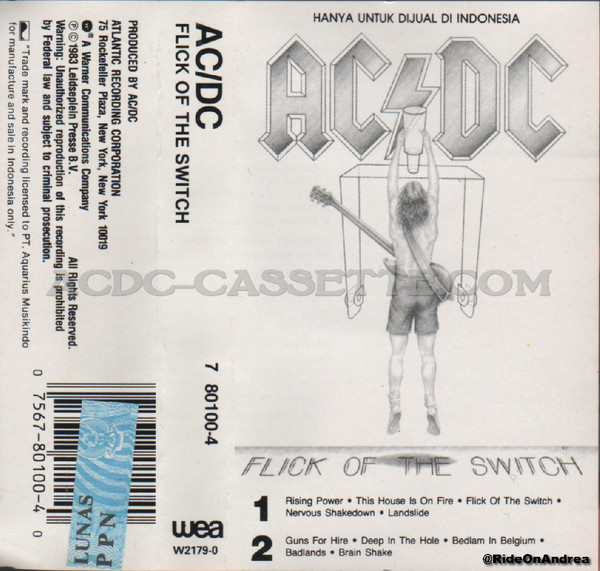 HANYA UNTUK DIJUAL DI INDONESIA
AC/DC
FLICK OF THE SWITCH
1
Rising Power • This House Is On Fire • Flick Of The Switch •
Nervous Shakedown • Landslide
2
Guns For Hire • Deep In The Hole • Bedlam In Belgium •
Badlands • Brain Shake
AC/DC
FLICK OF THE SWITCH
7 80100-4
wea
W2179-0
PRODUCED BY AC/DC
ATLANTIC RECORDING CORPORATION
75 Rockefeller Plaza, New York, New York 10019
A Warner Communications Company
Ⓟ©1983 Leidseplein Presse B.V. All Rights Reserved.
Warning: Unauthorized reproduction of this recording is prohibited
by Federal law and subject to criminal prosecution.
"Trade mark and recording licensed to PT. Aquarius Musikindo
for manufacture and sale in Indonesia only."
0 7567-80100-4 0
LUNAS
PPN
ACDC-CASSETTE.COM
@RideOnAndrea